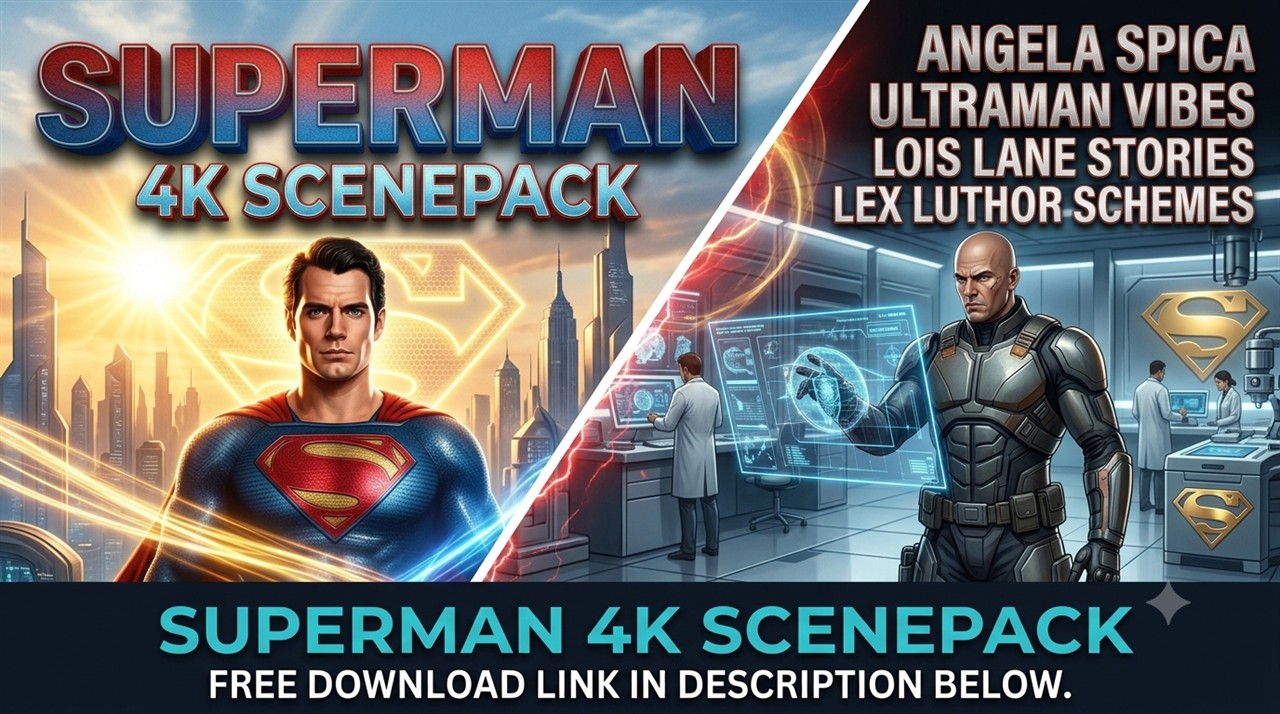 SUPERMAN
4K SCENEPACK
ANGELA SPICA
ULTRAMAN VIBES
LOIS LANE STORIES
LEX LUTHOR SCHEMES
SUPERMAN 4K SCENEPACK
FREE DOWNLOAD LINK IN DESCRIPTION BELOW.